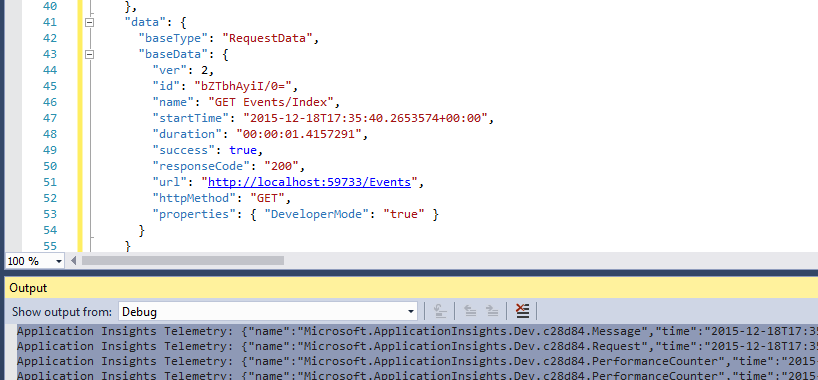 40 },
41 "data": {
42 "baseType": "RequestData",
43 "baseData": {
44 "ver": 2,
45 "id": "bZTbhAyiI/0=",
46 "name": "GET Events/Index",
47 "startTime": "2015-12-18T17:35:40.2653574+00:00",
48 "duration": "00:00:01.4157291",
49 "success": true,
50 "responseCode": "200",
51 "url": "http://localhost:59733/Events",
52 "httpMethod": "GET",
53 "properties": { "DeveloperMode": "true" }
54 }
55 }
100 %
Output
Show output from: Debug
Application Insights Telemetry: {"name":"Microsoft.ApplicationInsights.Dev.c28d84.Message","time":"2015-12-18T17:35
Application Insights Telemetry: {"name":"Microsoft.ApplicationInsights.Dev.c28d84.Request","time":"2015-12-18T17:35
Application Insights Telemetry: {"name":"Microsoft.ApplicationInsights.Dev.c28d84.PerformanceCounter","time":"2015-
Application Insights Telemetry: {"name":"Microsoft.ApplicationInsights.Dev.c28d84.PerformanceCounter","time":"2015-